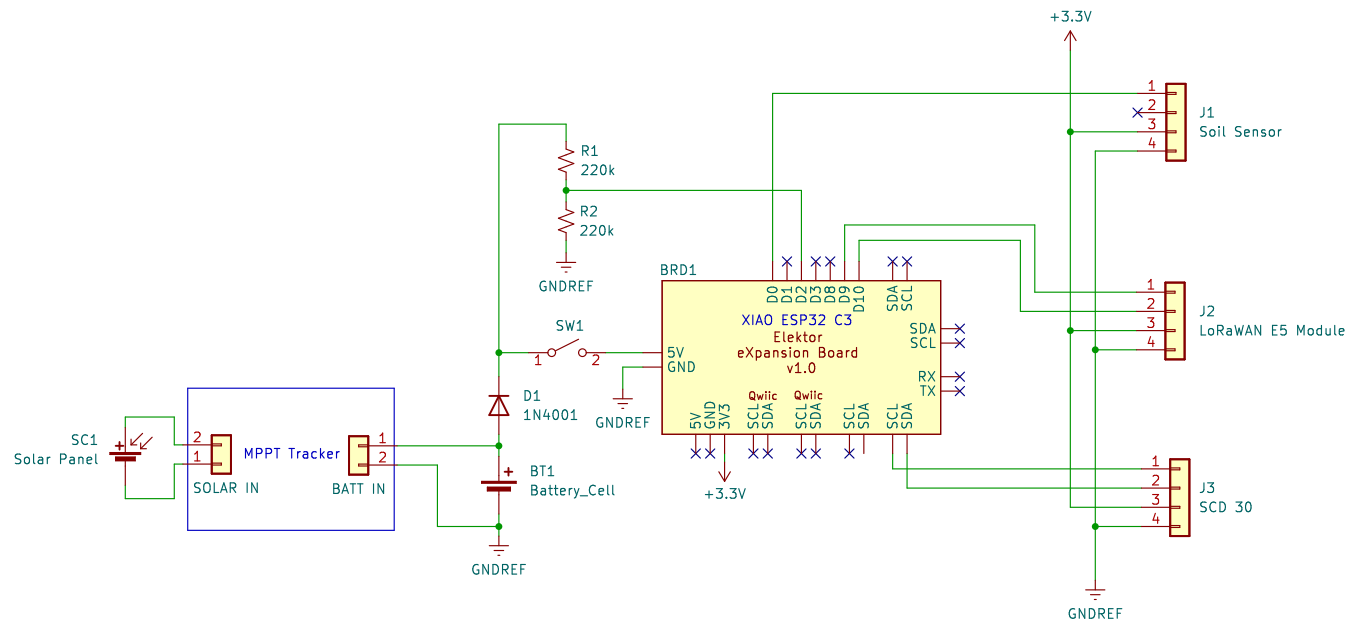 +3.3V
1
2
3
4
J1
Soil Sensor
R1
220k
R2
220k
GNDREF
BRD1
D0
D1
D2
D3
D8
D9
D10
SDA
SCL
XIAO ESP32 C3
Elektor
eXpansion Board
v1.0
SDA
SCL
RX
TX
5V
GND
SW1
1
2
GNDREF
Qwiic
Qwiic
5V
GND
3V3
SCL
SDA
SCL
SDA
SCL
SDA
SCL
SDA
+3.3V
1
2
3
4
J2
LoRaWAN E5 Module
D1
1N4001
SC1
Solar Panel
2
1
SOLAR IN
MPPT Tracker
1
2
BATT IN
BT1
Battery_Cell
GNDREF
1
2
3
4
J3
SCD 30
GNDREF